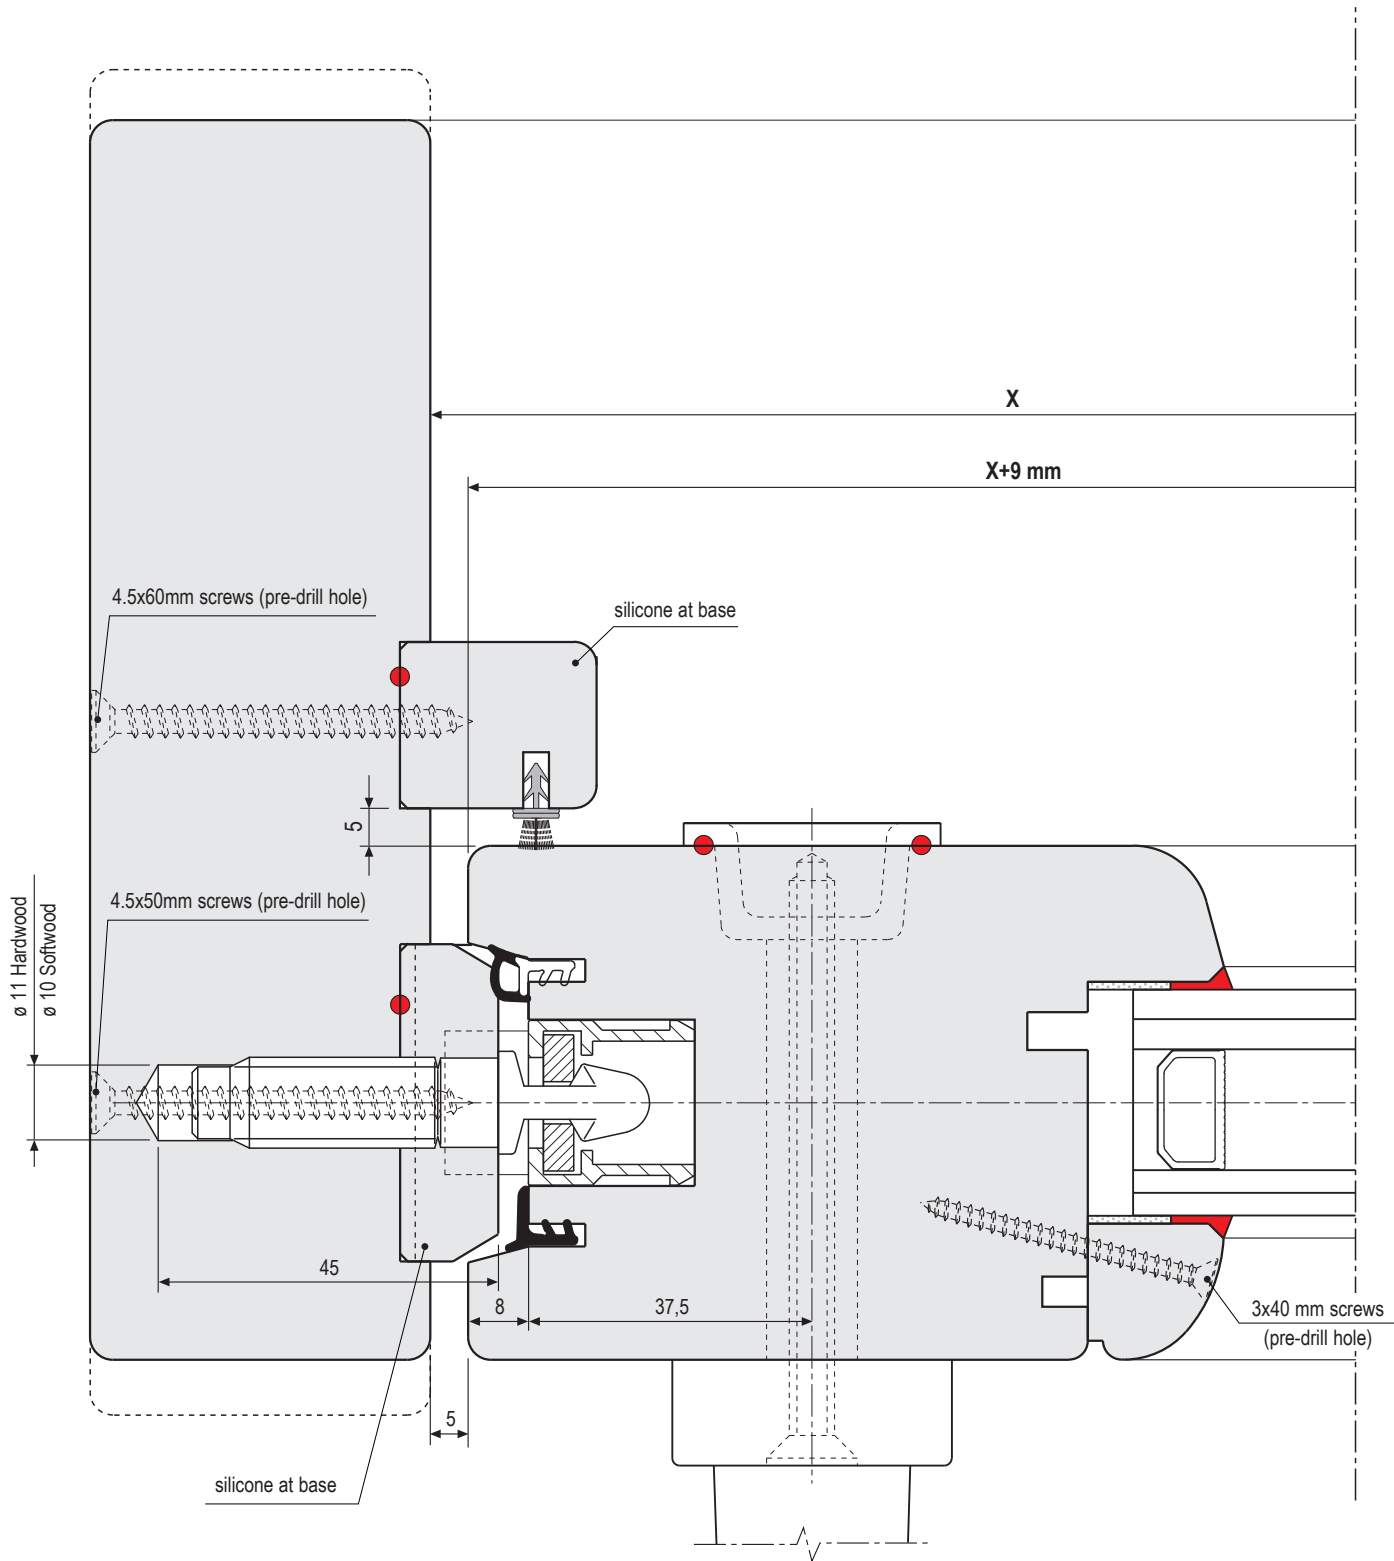 X
X+9 mm
4.5x60mm screws (pre-drill hole)
silicone at base
5
4.5x50mm screws (pre-drill hole)
ø 11 Hardwood
ø 10 Softwood
45
8
37,5
3x40 mm screws
(pre-drill hole)
5
silicone at base